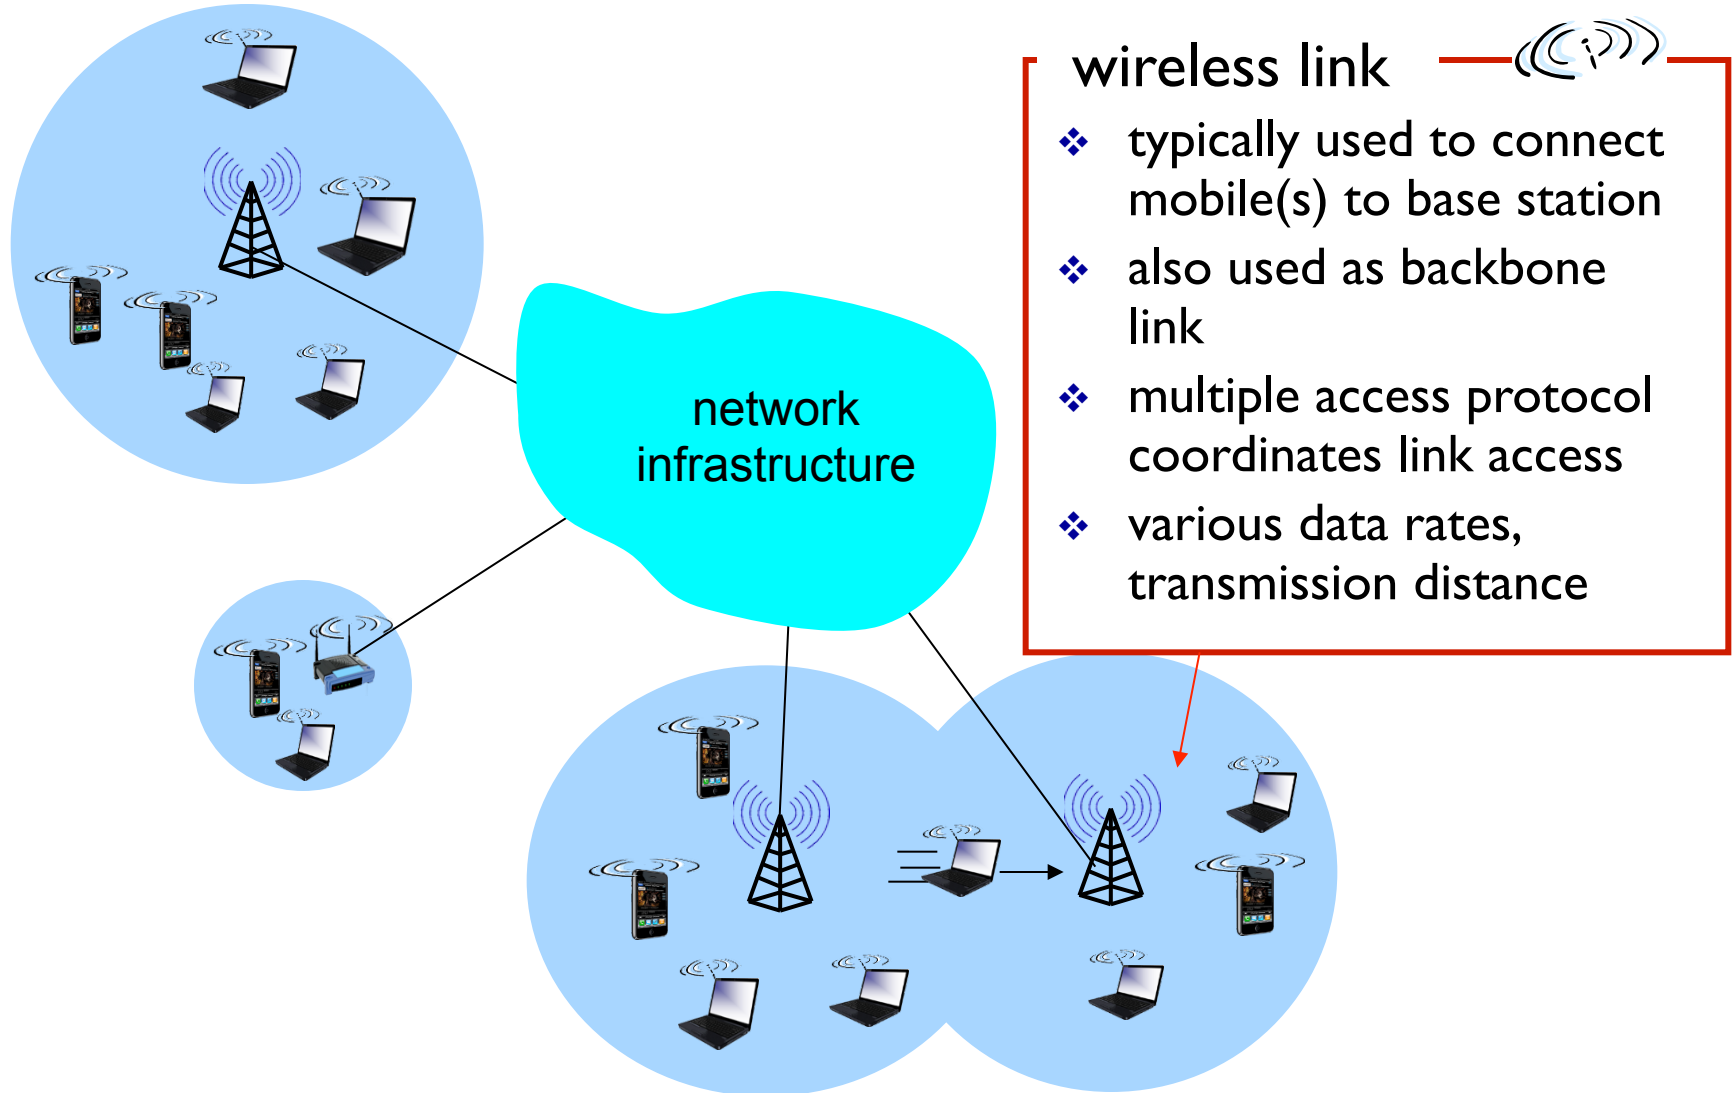 wireless link
❖ typically used to connect
mobile(s) to base station
❖ also used as backbone
link
❖ multiple access protocol
coordinates link access
❖ various data rates,
transmission distance
network
infrastructure